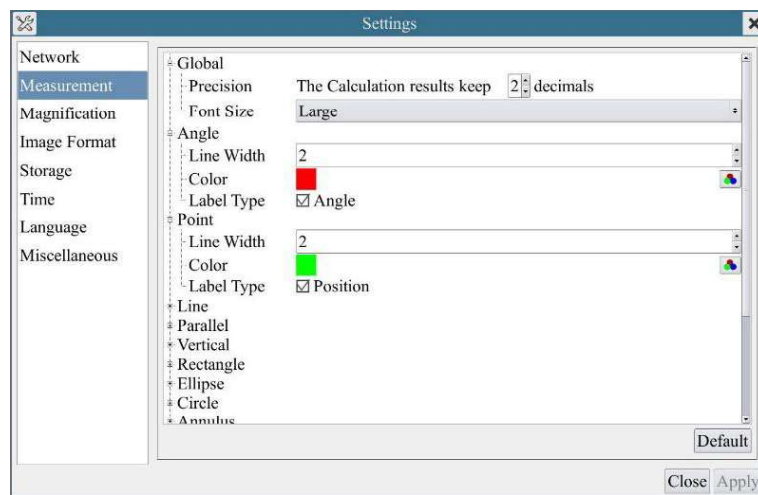 Settings
Network
Measurement
Magnification
Image Format
Storage
Time
Language
Miscellaneous
Global
Precision The Calculation results keep 2 decimals
Font Size Large
Angle
Line Width 2
Color
Label Type Angle
Point
Line Width 2
Color
Label Type Position
Line
Parallel
Vertical
Rectangle
Ellipse
Circle
Annulus
Default
Close Apply